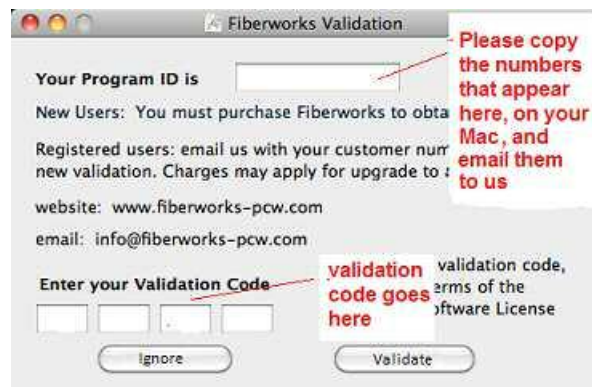 Fiberworks Validation
Please copy
the numbers
that appear
here, on your
Mac, and
email them
to us
Your Program ID is
New Users: You must purchase Fiberworks to obta
Registered users: email us with your customer num
new validation. Charges may apply for upgrade to
website: www.fiberworks-pcw.com
email: info@fiberworks-pcw.com
validation code,
erms of the
oftware License
Enter your Validation Code
validation
code goes
here
Ignore
Validate